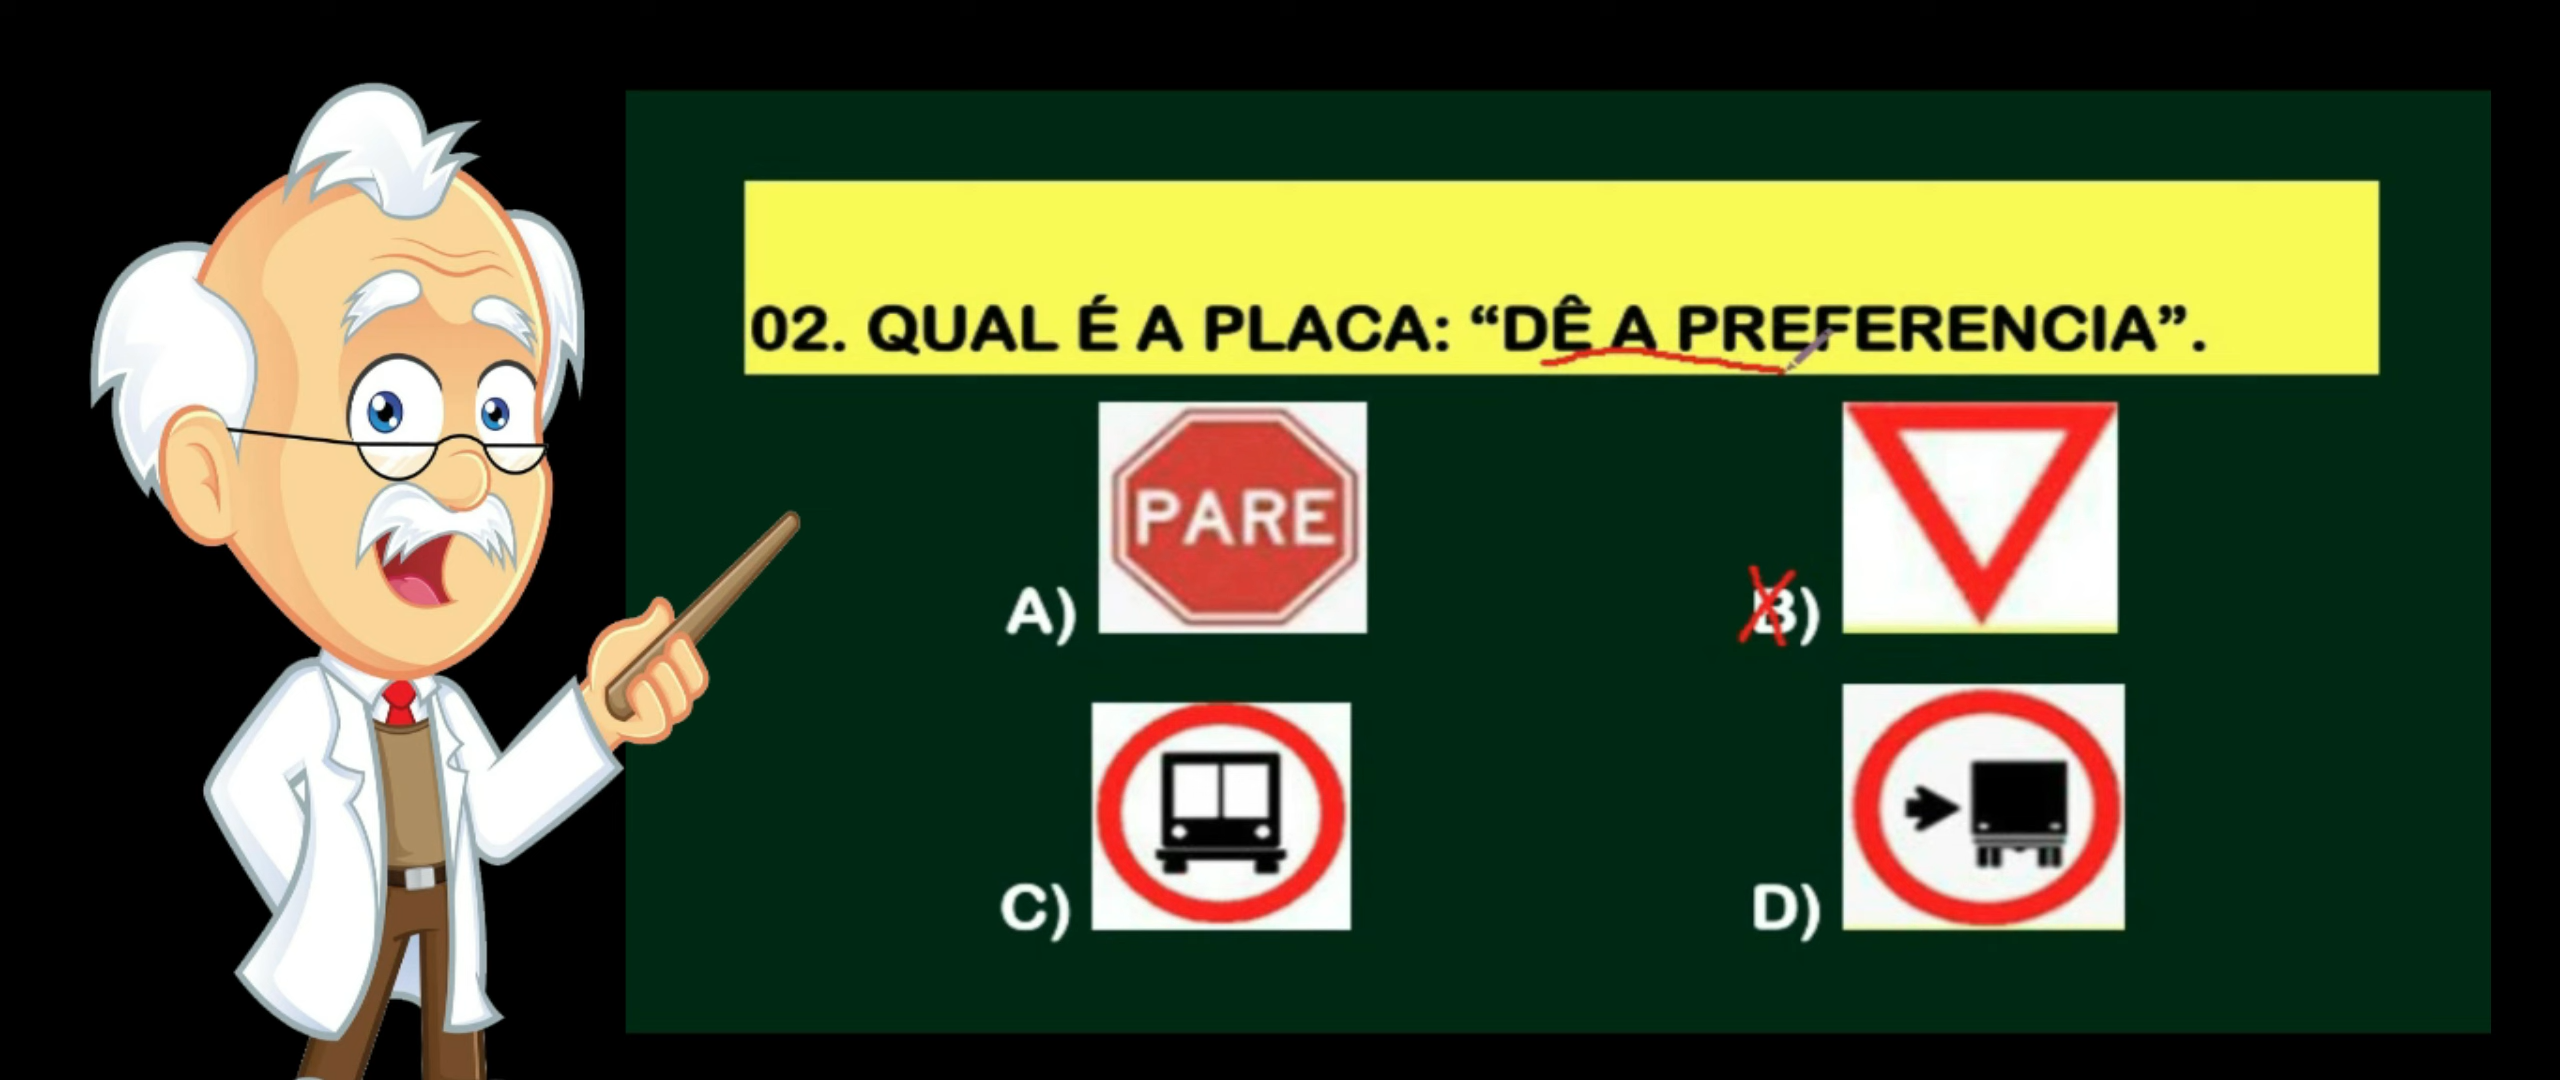 02. QUAL É A PLACA: “DÊ A PREFERENCIA”.
PARE
A)
B)
C)
D)